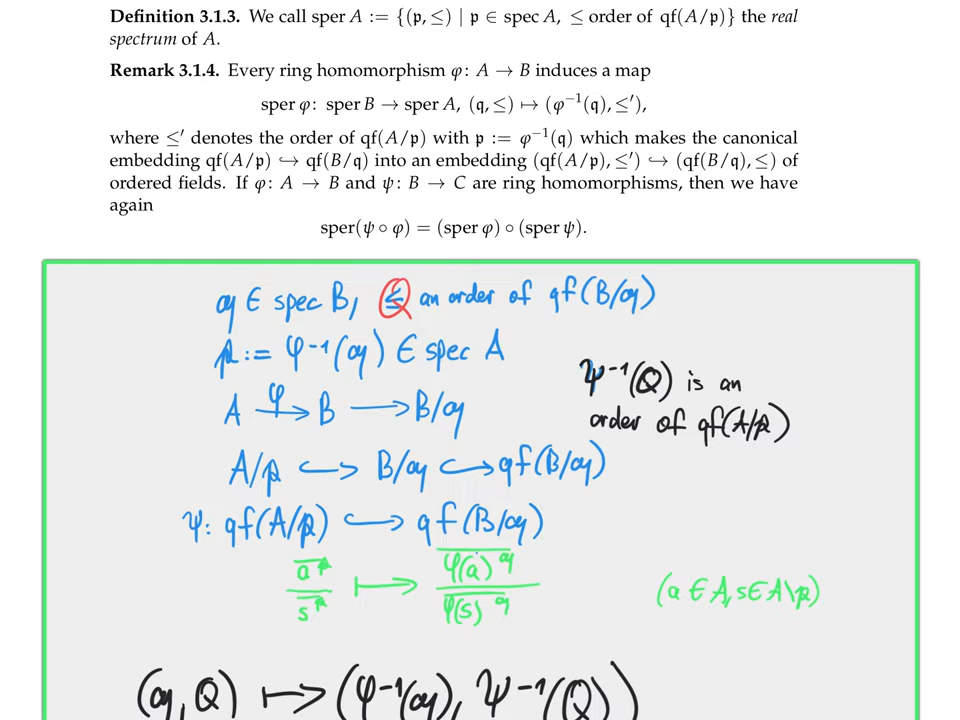 Definition 3.1.3. We call sper A := {(𝔭, ≤) | 𝔭 ∈ spec A, ≤ order of qf(A/𝔭)} the real
spectrum of A.
Remark 3.1.4. Every ring homomorphism φ: A → B induces a map
sper φ: sper B → sper A, (𝔮, ≤) ↦ (φ⁻¹(𝔮), ≤′),
where ≤′ denotes the order of qf(A/𝔭) with 𝔭 := φ⁻¹(𝔮) which makes the canonical
embedding qf(A/𝔭) ↪ qf(B/𝔮) into an embedding (qf(A/𝔭), ≤′) ↪ (qf(B/𝔮), ≤) of
ordered fields. If φ: A → B and ψ: B → C are ring homomorphisms, then we have
again
sper(ψ ∘ φ) = (sper φ) ∘ (sper ψ).
𝔮 ∈ spec B, Q an order of qf(B/𝔮)
𝔭 := φ⁻¹(𝔮) ∈ spec A
ψ⁻¹(Q) is an
order of qf(A/𝔭)
A →^φ B → B/𝔮
A/𝔭 ↪ B/𝔮 ↪ qf(B/𝔮)
ψ: qf(A/𝔭) ↪ qf(B/𝔮)
a̅^𝔭 / s̅^𝔭 ↦ \overline{φ(a)}^𝔮 / \overline{φ(s)}^𝔮 (a ∈ A, s ∈ A\𝔭)
(𝔮, Q) ↦ (φ⁻¹(𝔮), ψ⁻¹(Q))